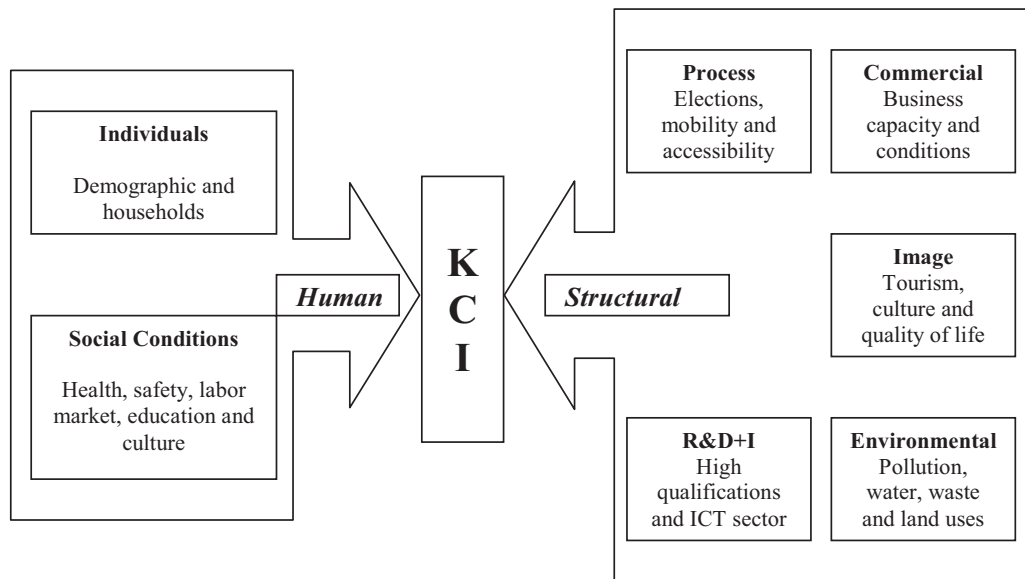 Individuals
Demographic and
households
Social Conditions
Health, safety, labor
market, education and
culture
Human
K
C
I
Structural
Process
Elections,
mobility and
accessibility
Commercial
Business
capacity and
conditions
Image
Tourism,
culture and
quality of life
R&D+I
High
qualifications
and ICT sector
Environmental
Pollution,
water, waste
and land uses